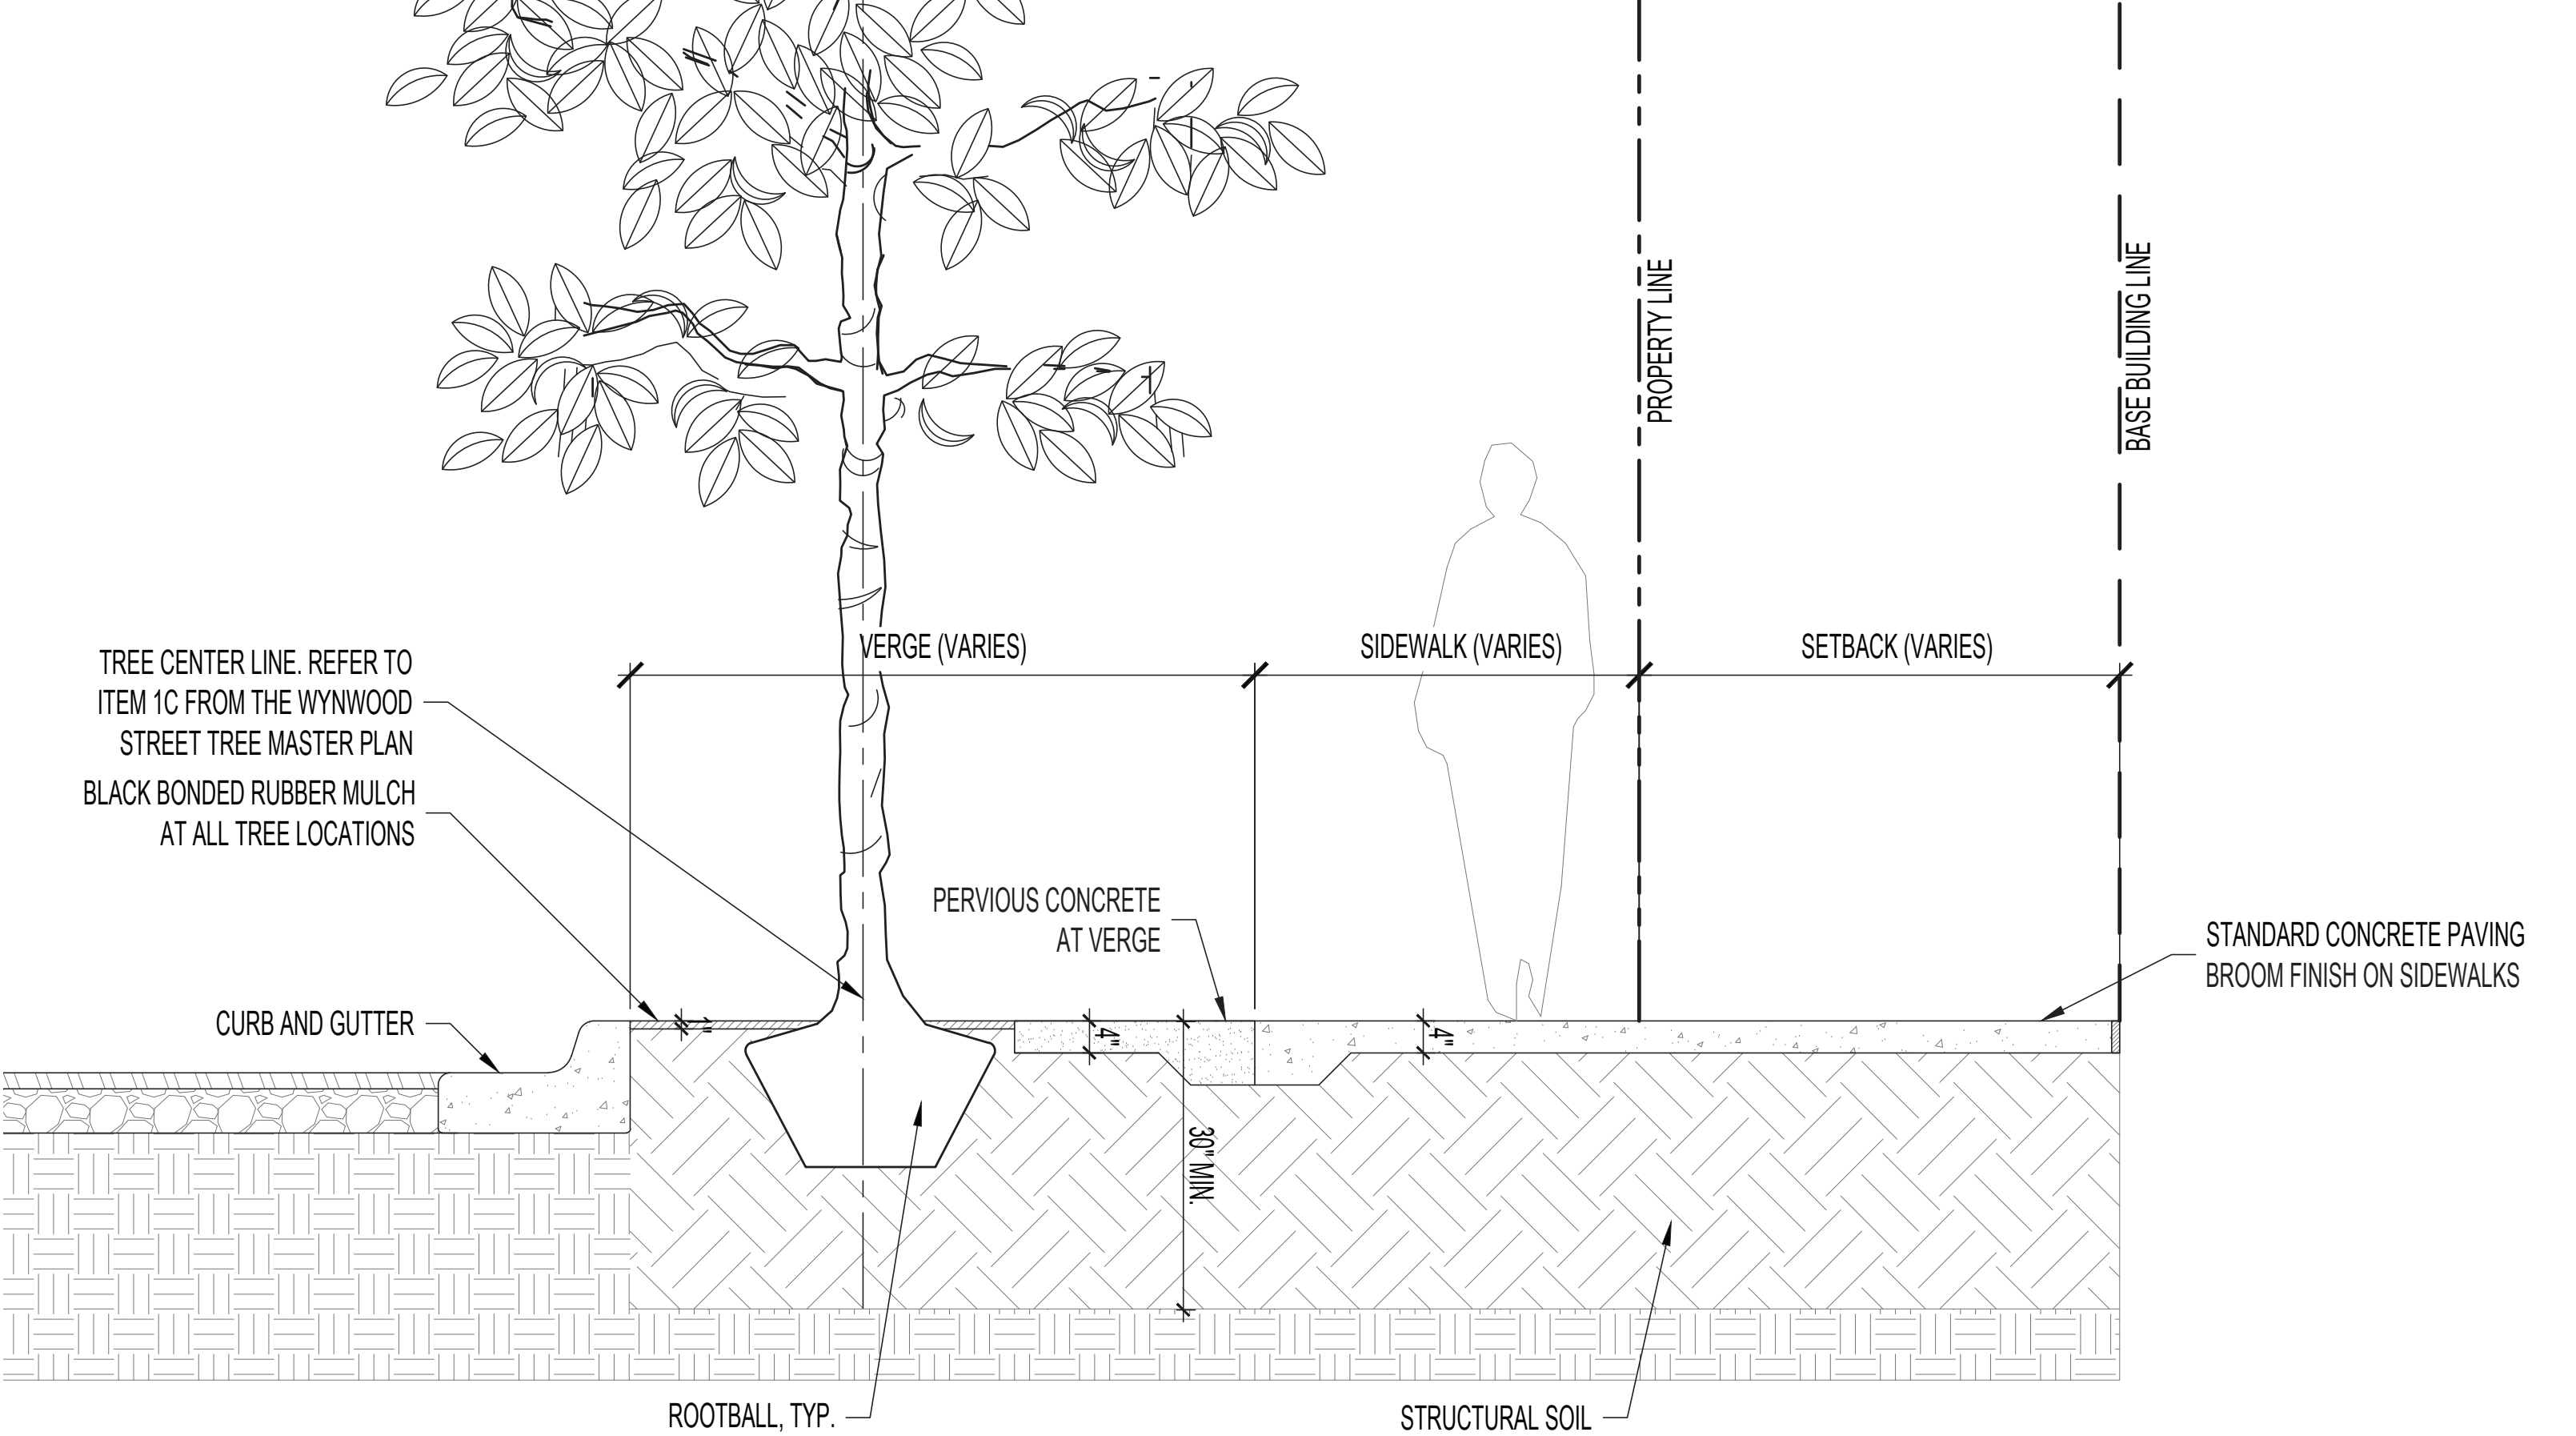 PROPERTY LINE
BASE BUILDING LINE
VERGE (VARIES)
SIDEWALK (VARIES)
SETBACK (VARIES)
TREE CENTER LINE. REFER TO
ITEM 1C FROM THE WYNWOOD
STREET TREE MASTER PLAN
BLACK BONDED RUBBER MULCH
AT ALL TREE LOCATIONS
PERVIOUS CONCRETE
AT VERGE
STANDARD CONCRETE PAVING
BROOM FINISH ON SIDEWALKS
CURB AND GUTTER
1"
4"
4"
30" MIN.
ROOTBALL, TYP.
STRUCTURAL SOIL